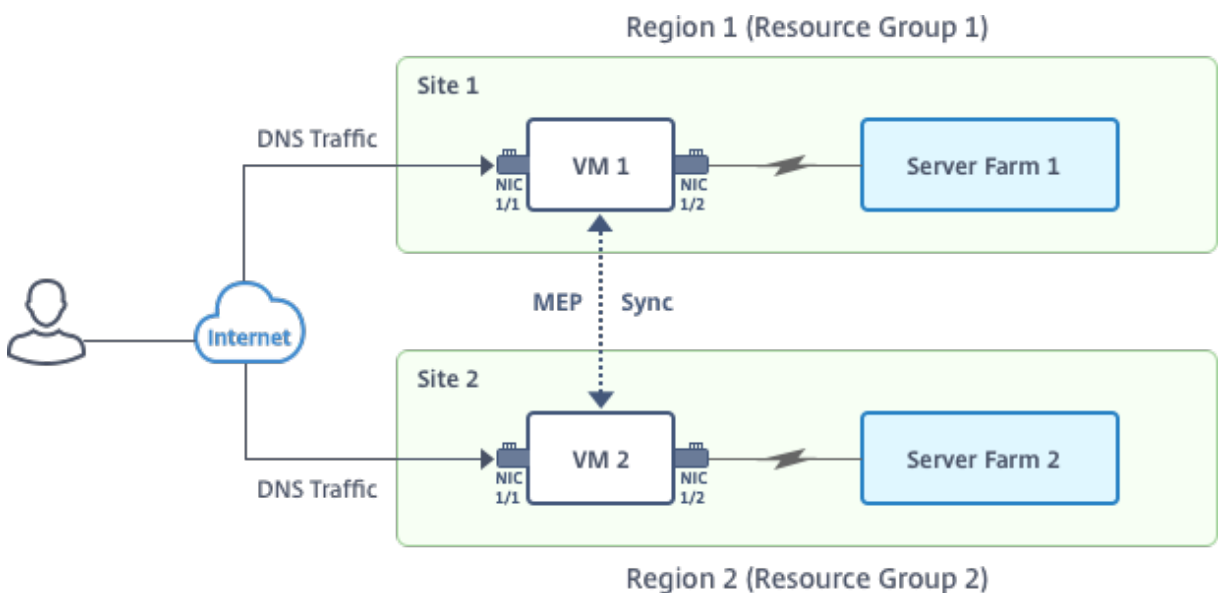 Region 1 (Resource Group 1)
Site 1
DNS Traffic
VM 1
NIC
1/1
NIC
1/2
Server Farm 1
MEP
Sync
Internet
Site 2
DNS Traffic
VM 2
NIC
1/1
NIC
1/2
Server Farm 2
Region 2 (Resource Group 2)